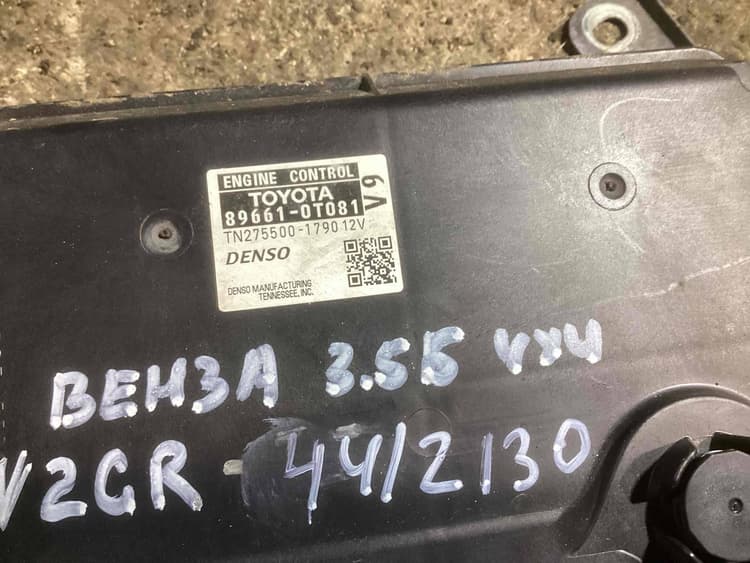 ENGINE CONTROL
TOYOTA
89661-0T081
V9
TN275500-1790 12V
DENSO
DENSO MANUFACTURING
TENNESSEE, INC.
ВЕНЗА 3.5Б 4x4
V2GR-44/2130